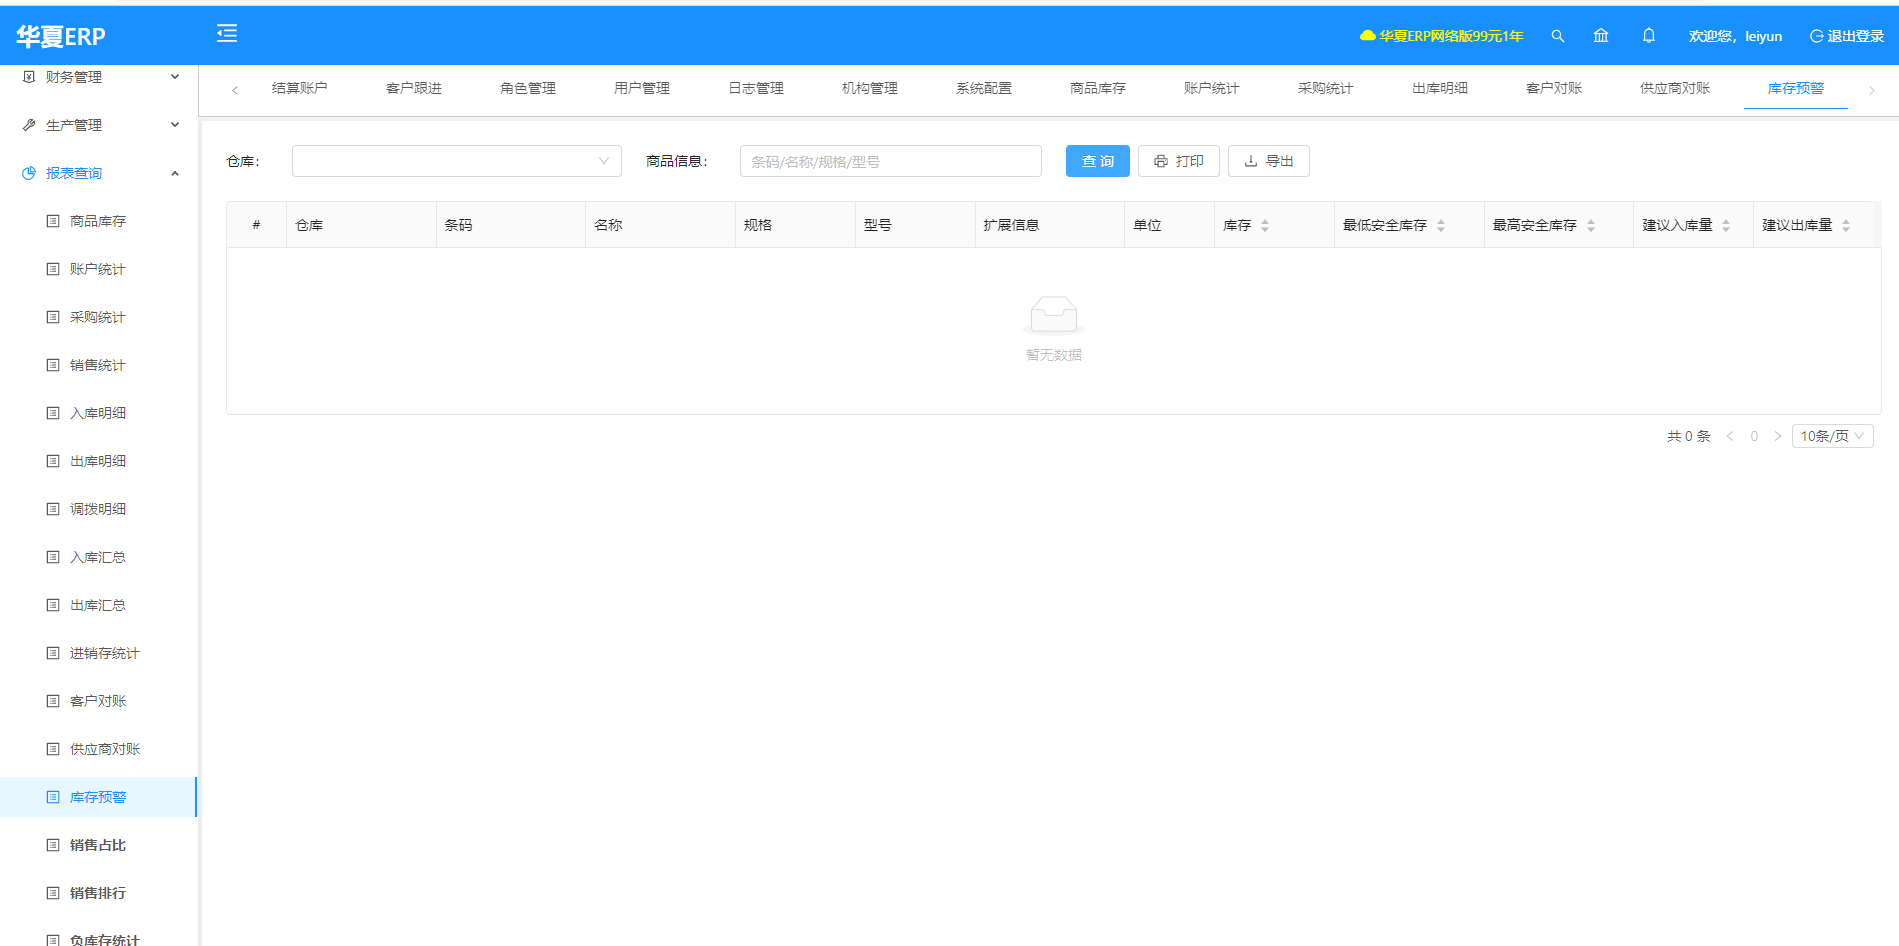 华夏ERP
华夏ERP网络版99元1年
欢迎您，leiyun
退出登录
财务管理
生产管理
报表查询
商品库存
账户统计
采购统计
销售统计
入库明细
出库明细
调拨明细
入库汇总
出库汇总
进销存统计
客户对账
供应商对账
库存预警
销售占比
销售排行
负库存统计
结算账户 客户跟进 角色管理 用户管理 日志管理 机构管理 系统配置 商品库存 账户统计 采购统计 出库明细 客户对账 供应商对账 库存预警
仓库： 商品信息： 条码/名称/规格/型号 查 询 打印 导出
# 仓库 条码 名称 规格 型号 扩展信息 单位 库存 最低安全库存 最高安全库存 建议入库量 建议出库量
暂无数据
共 0 条 < 0 > 10条/页